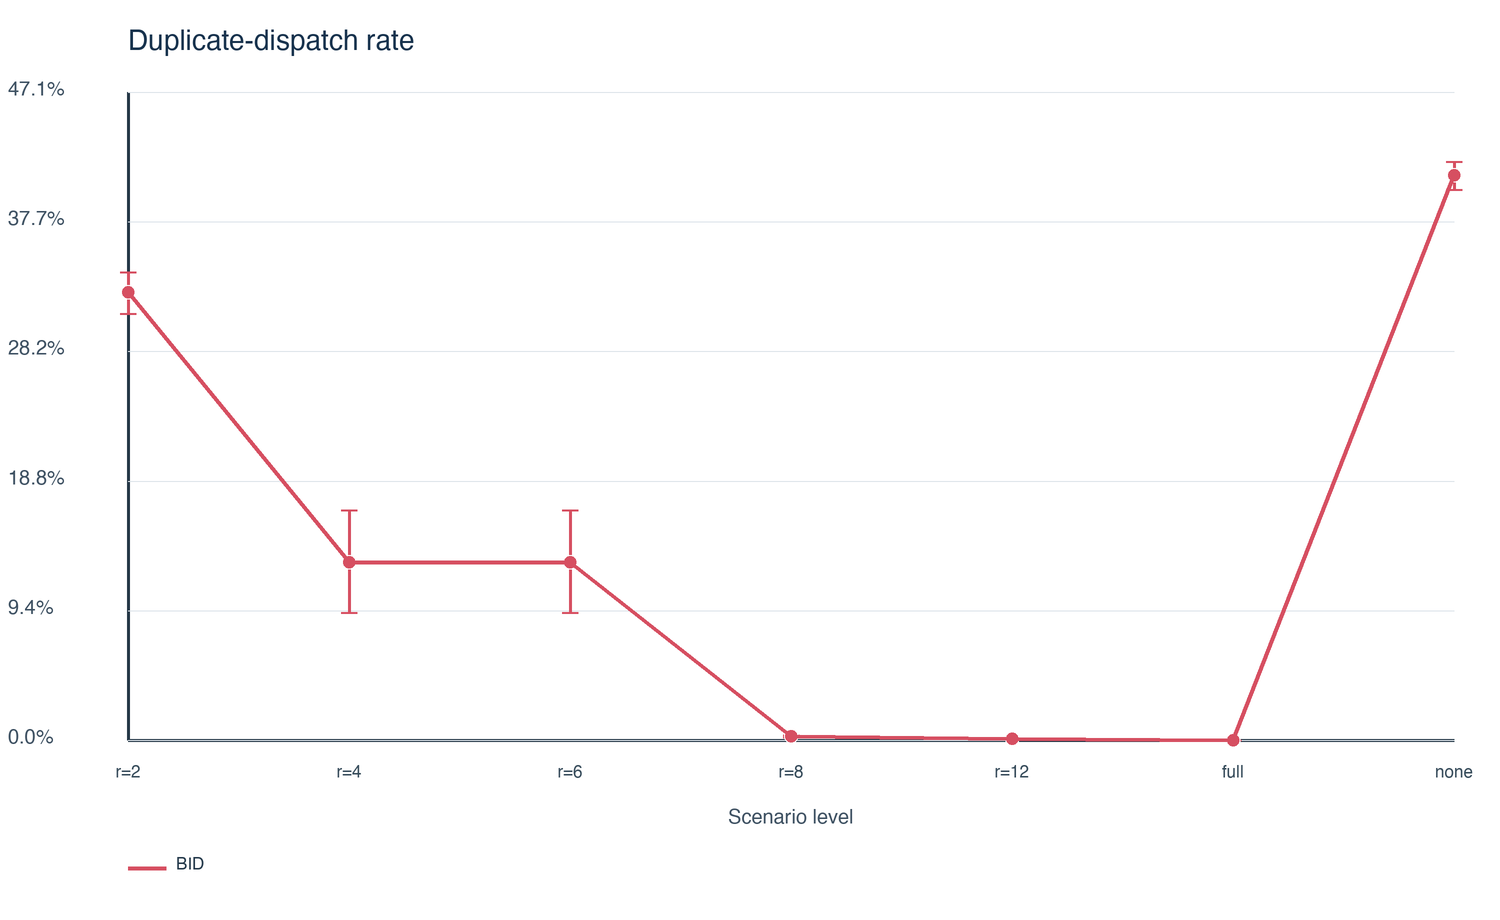 Duplicate-dispatch rate
47.1%
37.7%
28.2%
18.8%
9.4%
0.0%
r=2 r=4 r=6 r=8 r=12 full none
Scenario level
BID